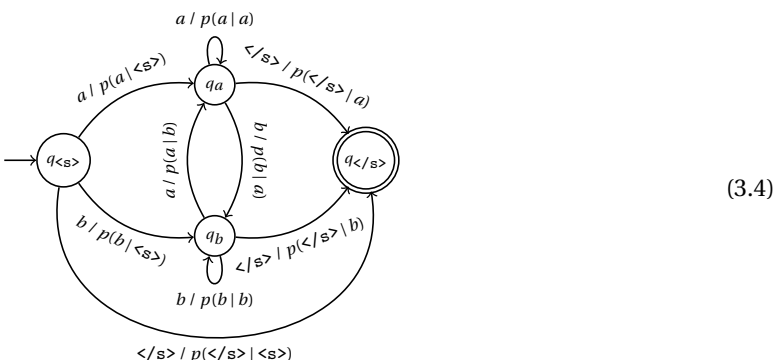 a / p(a | a)
a / p(a | <s>)
</s> / p(</s> | a)
q_a
a / p(a | b)
b / p(b | a)
q_<s>
q_</s>
(3.4)
b / p(b | <s>)
q_b
</s> / p(</s> | b)
b / p(b | b)
</s> / p(</s> | <s>)